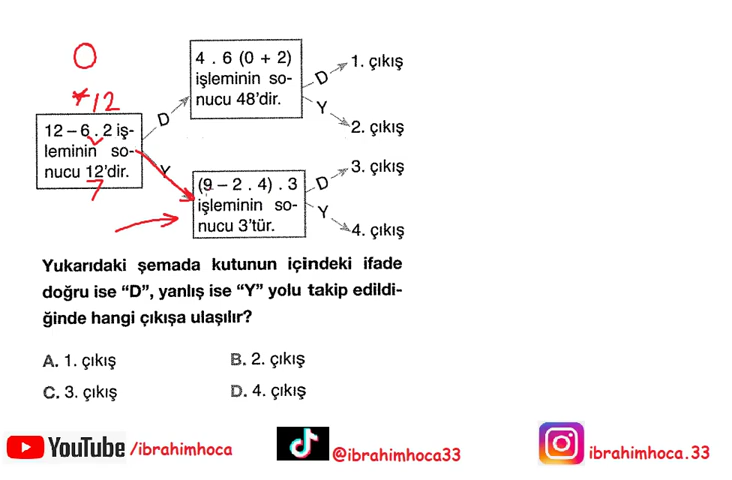 0
12
12 – 6 . 2 iş-
leminin so-
nucu 12'dir.
7
D
Y
4 . 6 (0 + 2)
işleminin so-
nucu 48'dir.
D
1. çıkış
Y
2. çıkış
(9 – 2 . 4) . 3
işleminin so-
nucu 3'tür.
D
3. çıkış
Y
4. çıkış
Yukarıdaki şemada kutunun içindeki ifade
doğru ise "D", yanlış ise "Y" yolu takip edildi-
ğinde hangi çıkışa ulaşılır?
A. 1. çıkış
B. 2. çıkış
C. 3. çıkış
D. 4. çıkış
YouTube /ibrahimhoca
@ibrahimhoca33
ibrahimhoca.33